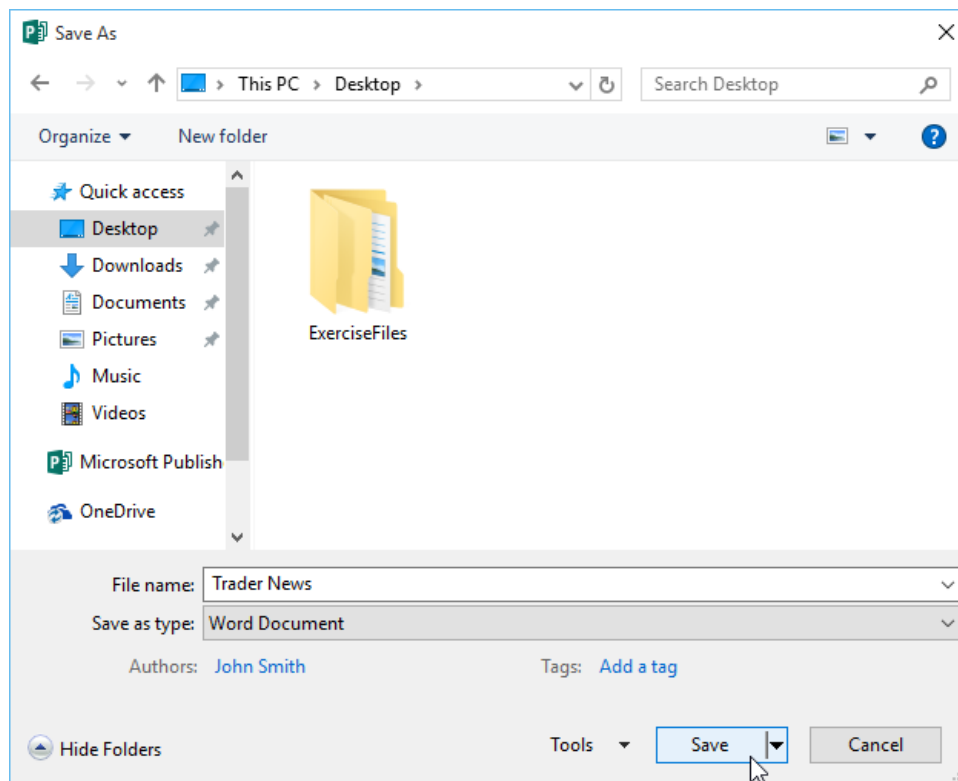 Save As
This PC > Desktop >
Search Desktop
Organize
New folder
Quick access
Desktop
Downloads
Documents
Pictures
Music
Videos
Microsoft Publish
OneDrive
ExerciseFiles
File name: Trader News
Save as type: Word Document
Authors: John Smith
Tags: Add a tag
Hide Folders
Tools
Save
Cancel